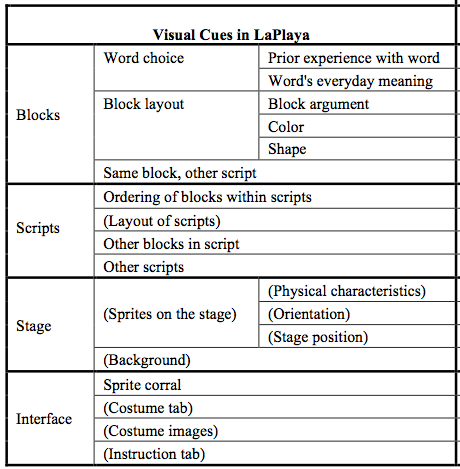 Visual Cues in LaPlaya
Blocks
Word choice
Prior experience with word
Word's everyday meaning
Block layout
Block argument
Color
Shape
Same block, other script
Scripts
Ordering of blocks within scripts
(Layout of scripts)
Other blocks in script
Other scripts
Stage
(Sprites on the stage)
(Physical characteristics)
(Orientation)
(Stage position)
(Background)
Interface
Sprite corral
(Costume tab)
(Costume images)
(Instruction tab)